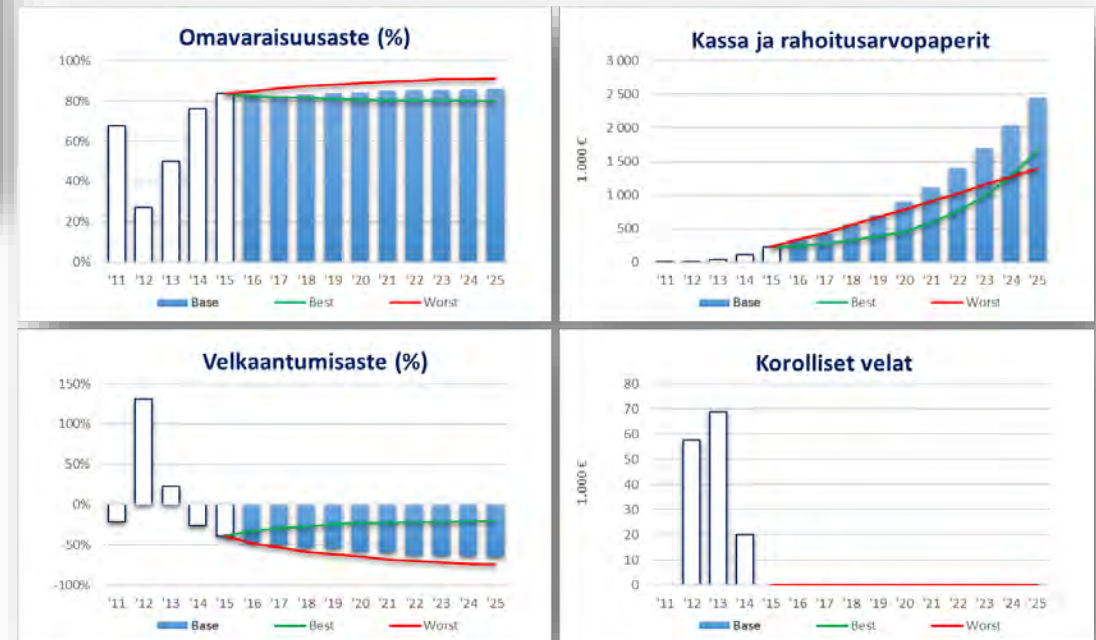 Omavaraisuusaste (%)
100%
80%
60%
40%
20%
0%
'11 '12 '13 '14 '15 '16 '17 '18 '19 '20 '21 '22 '23 '24 '25
Base Best Worst
Kassa ja rahoitusarvopaperit
1.000 €
3 000
2 500
2 000
1 500
1 000
500
0
'11 '12 '13 '14 '15 '16 '17 '18 '19 '20 '21 '22 '23 '24 '25
Base Best Worst
Velkaantumisaste (%)
150%
100%
50%
0%
-50%
-100%
'11 '12 '13 '14 '15 '16 '17 '18 '19 '20 '21 '22 '23 '24 '25
Base Best Worst
Korolliset velat
1.000 €
80
70
60
50
40
30
20
10
0
'11 '12 '13 '14 '15 '16 '17 '18 '19 '20 '21 '22 '23 '24 '25
Base Best Worst